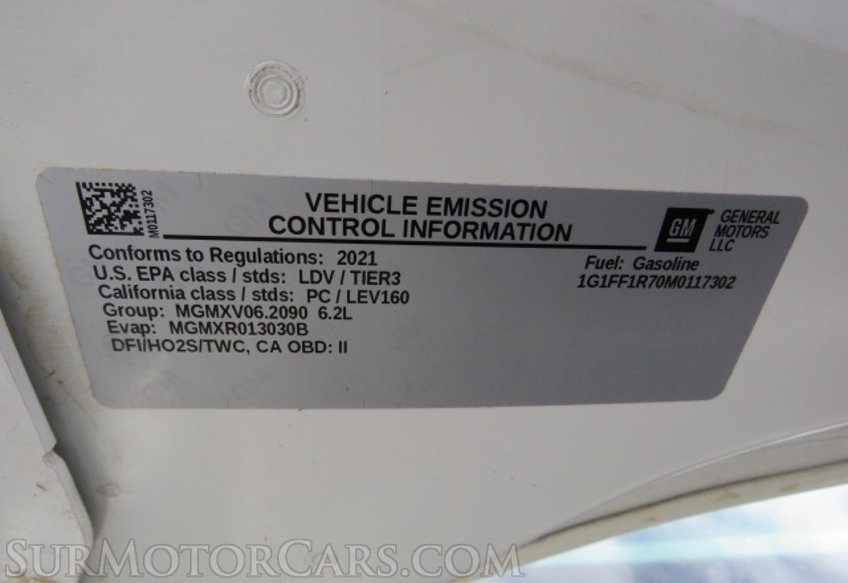 M0117302
VEHICLE EMISSION
CONTROL INFORMATION
GM
GENERAL
MOTORS
LLC
Conforms to Regulations: 2021
U.S. EPA class / stds: LDV / TIER3
California class / stds: PC / LEV160
Group: MGMXV06.2090 6.2L
Evap: MGMXR013030B
DFI/HO2S/TWC, CA OBD: II
Fuel: Gasoline
1G1FF1R70M0117302
SurMotorCars.com